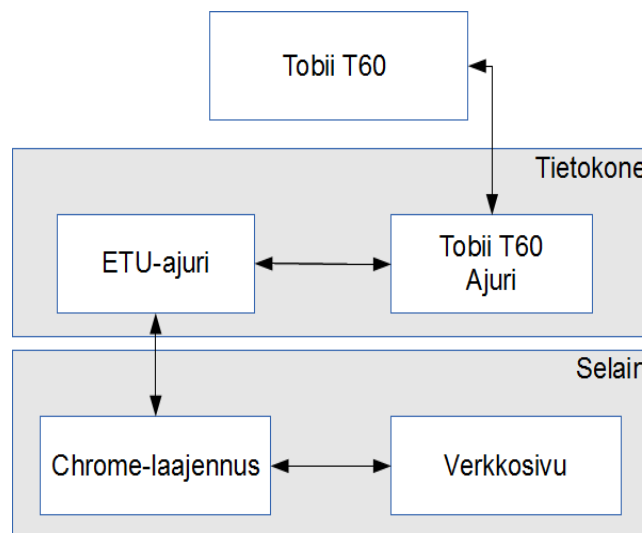 Tobii T60
Tietokone
ETU-ajuri
Tobii T60
Ajuri
Selain
Chrome-laajennus
Verkkosivu